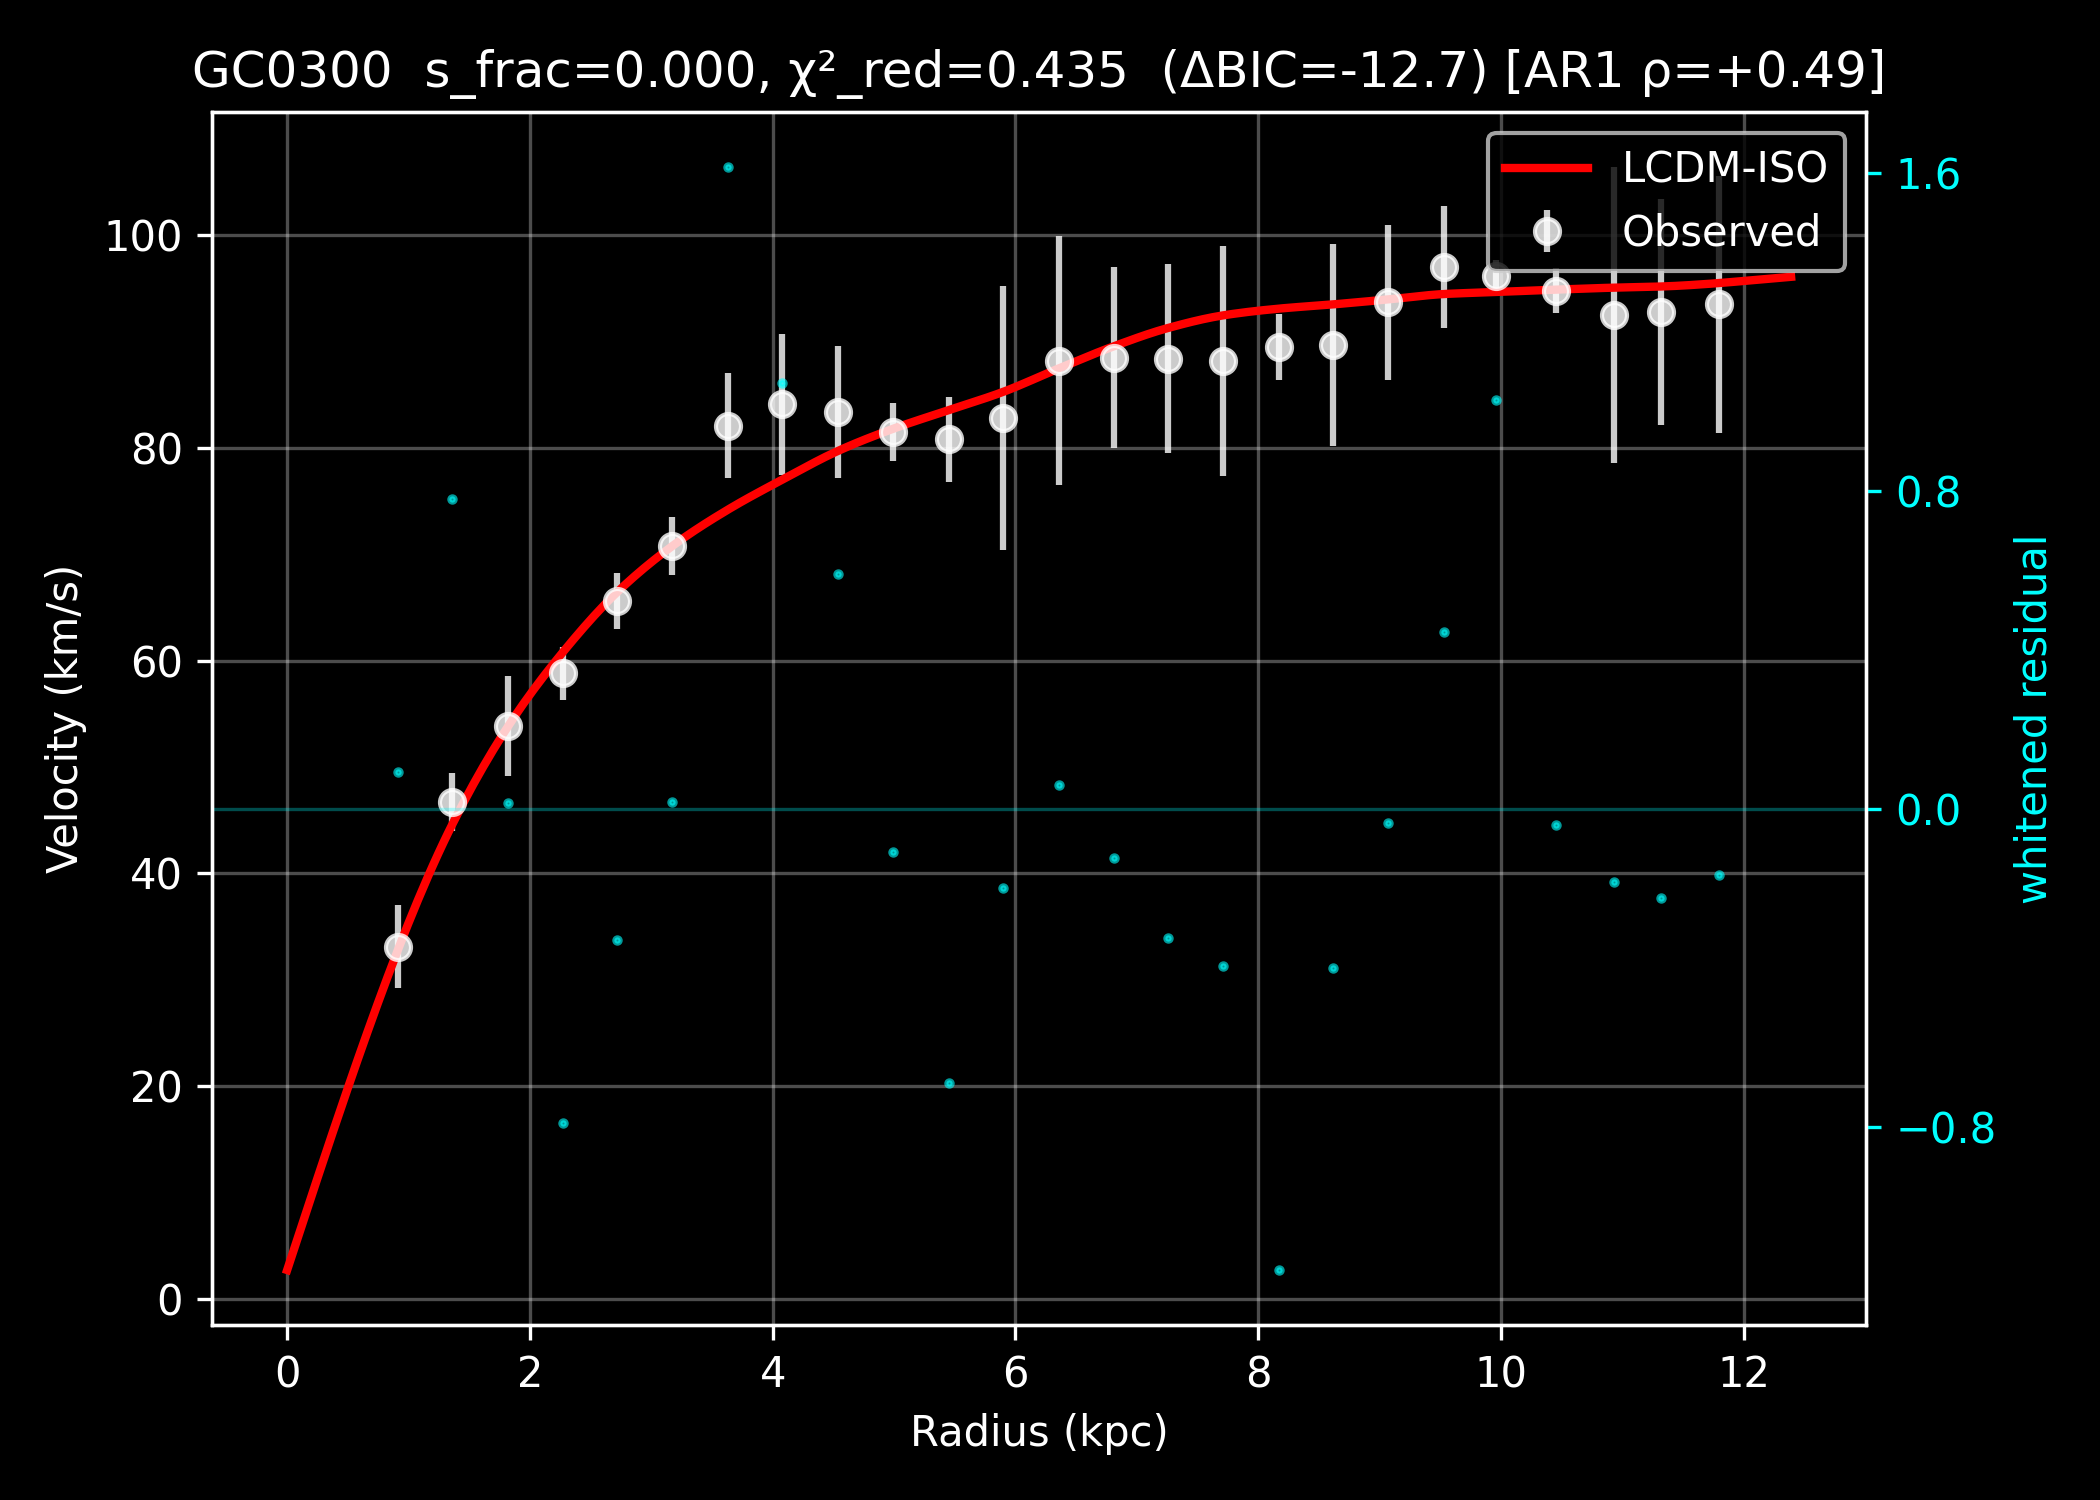 GC0300 s_frac=0.000, χ²_red=0.435 (ΔBIC=-12.7) [AR1 ρ=+0.49]
LCDM-ISO
Observed
100
80
60
40
20
0
Velocity (km/s)
1.6
0.8
0.0
−0.8
whitened residual
0 2 4 6 8 10 12
Radius (kpc)